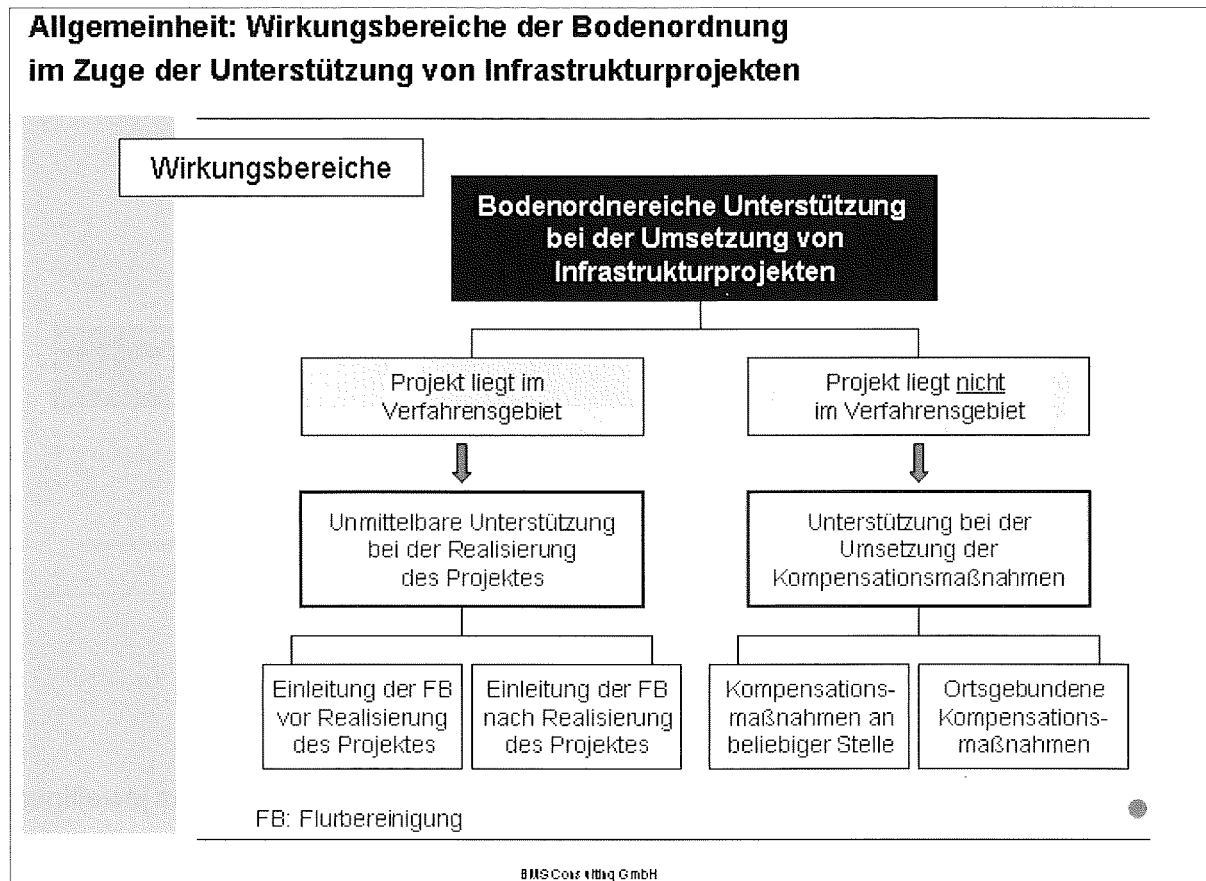 Allgemeinheit: Wirkungsbereiche der Bodenordnung
im Zuge der Unterstützung von Infrastrukturprojekten
Wirkungsbereiche
Bodenordnereiche Unterstützung
bei der Umsetzung von
Infrastrukturprojekten
Projekt liegt im
Verfahrensgebiet
Projekt liegt nicht
im Verfahrensgebiet
Unmittelbare Unterstützung
bei der Realisierung
des Projektes
Unterstützung bei der
Umsetzung der
Kompensationsmaßnahmen
Einleitung der FB
vor Realisierung
des Projektes
Einleitung der FB
nach Realisierung
des Projektes
Kompensations-
maßnahmen an
beliebiger Stelle
Ortsgebundene
Kompensations-
maßnahmen
FB: Flurbereinigung
BMS Consulting GmbH